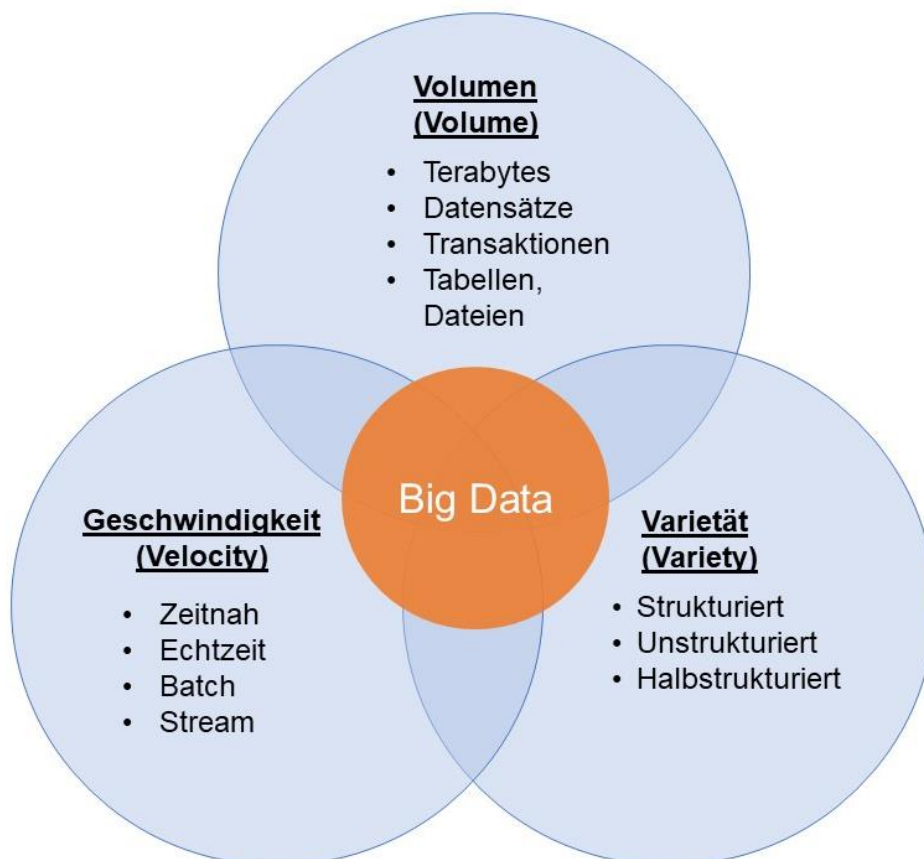 Volumen
(Volume)
• Terabytes
• Datensätze
• Transaktionen
• Tabellen,
Dateien
Big Data
Geschwindigkeit
(Velocity)
• Zeitnah
• Echtzeit
• Batch
• Stream
Varietät
(Variety)
• Strukturiert
• Unstrukturiert
• Halbstrukturiert